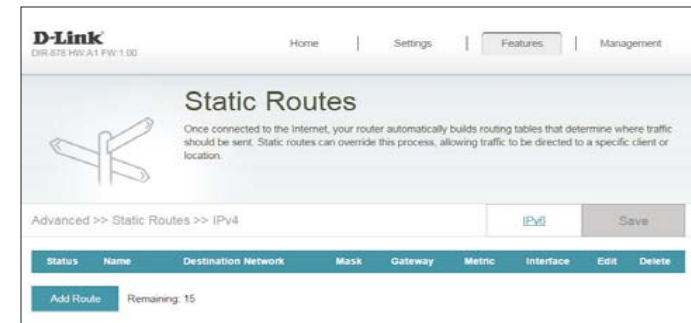 D-Link
DIR-878 HW:A1 FW:1.00
Home | Settings | Features | Management
Static Routes
Once connected to the Internet, your router automatically builds routing tables that determine where traffic
should be sent. Static routes can override this process, allowing traffic to be directed to a specific client or
location.
Advanced >> Static Routes >> IPv4
IPv6
Save
Status Name Destination Network Mask Gateway Metric Interface Edit Delete
Add Route Remaining: 15